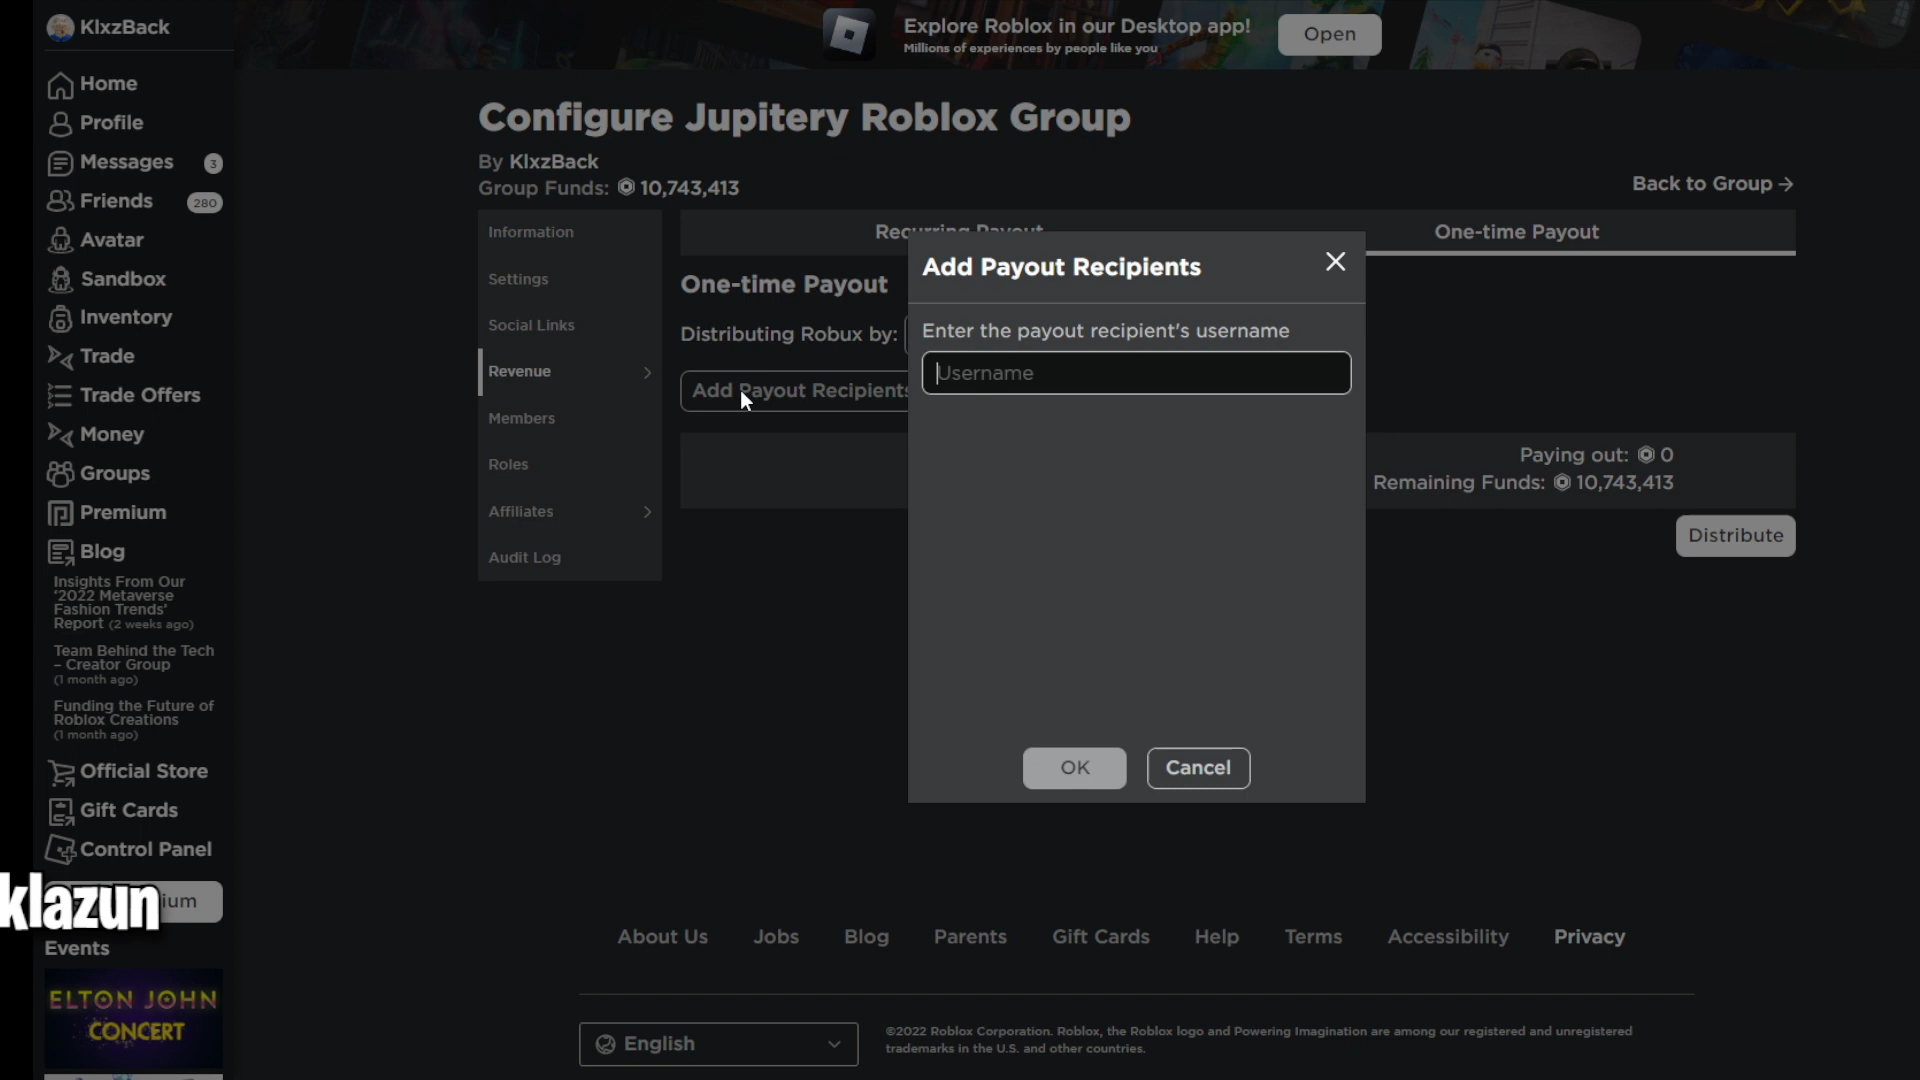 KlxzBack
Explore Roblox in our Desktop app!
Millions of experiences by people like you
Open
Home
Profile
Messages
3
Friends
280
Avatar
Sandbox
Inventory
Trade
Trade Offers
Money
Groups
Premium
Blog
Insights From Our
‘2022 Metaverse
Fashion Trends’
Report (2 weeks ago)
Team Behind the Tech
– Creator Group
(1 month ago)
Funding the Future of
Roblox Creations
(1 month ago)
Official Store
Gift Cards
Control Panel
klazun
Events
ELTON JOHN
CONCERT
Configure Jupitery Roblox Group
By KlxzBack
Group Funds: 10,743,413
Back to Group →
Information
Settings
Social Links
Revenue
Members
Roles
Affiliates
Audit Log
Recurring Payout
One-time Payout
One-time Payout
Distributing Robux by:
Add Payout Recipients
Add Payout Recipients
Enter the payout recipient's username
Username
OK
Cancel
Paying out: 0
Remaining Funds: 10,743,413
Distribute
About Us
Jobs
Blog
Parents
Gift Cards
Help
Terms
Accessibility
Privacy
English
©2022 Roblox Corporation. Roblox, the Roblox logo and Powering Imagination are among our registered and unregistered
trademarks in the U.S. and other countries.